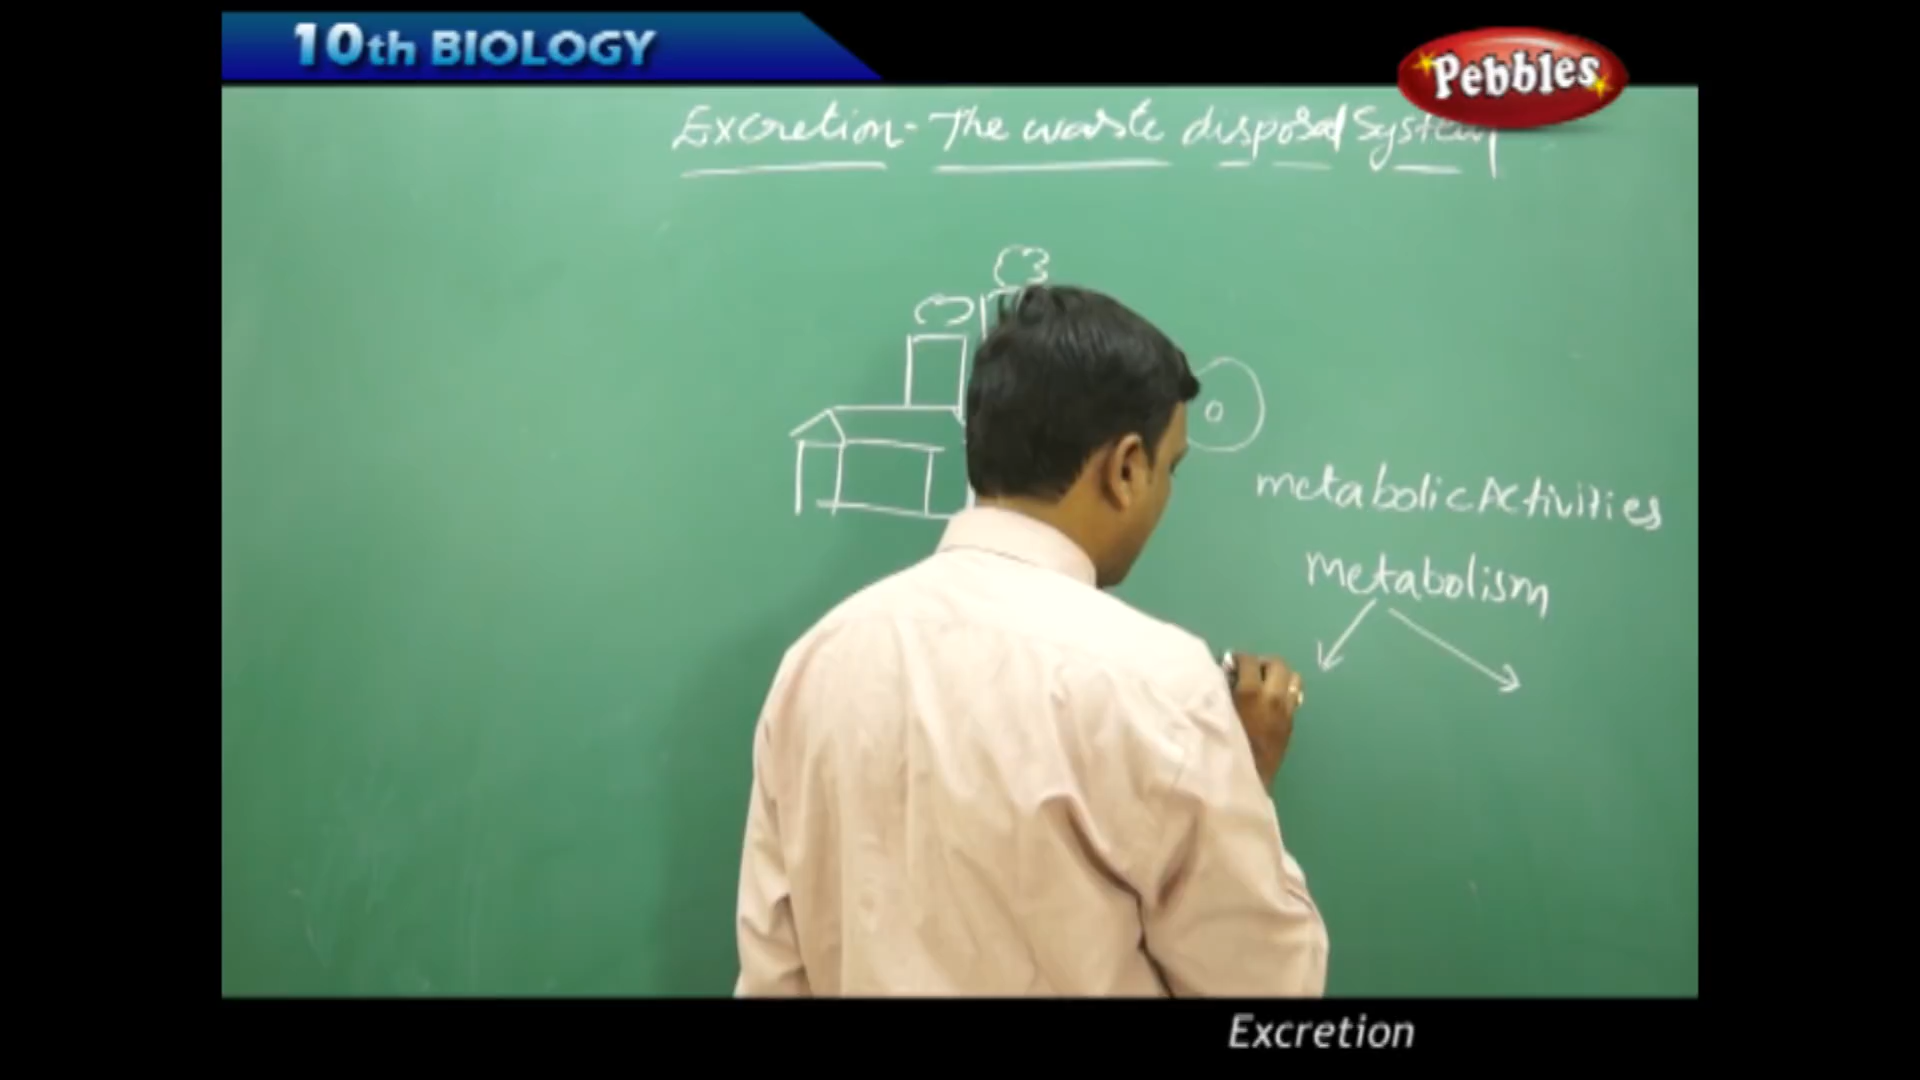 10th BIOLOGY
Pebbles
Excretion - The waste disposal System
metabolic Activities
Metabolism
Excretion